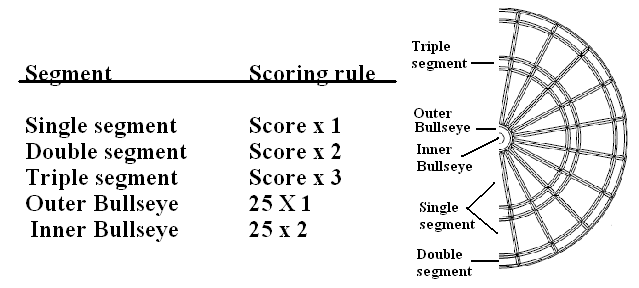 Segment Scoring rule
Single segment Score x 1
Double segment Score x 2
Triple segment Score x 3
Outer Bullseye 25 X 1
Inner Bullseye 25 x 2
Triple
segment
Outer
Bullseye
Inner
Bullseye
Single
segment
Double
segment